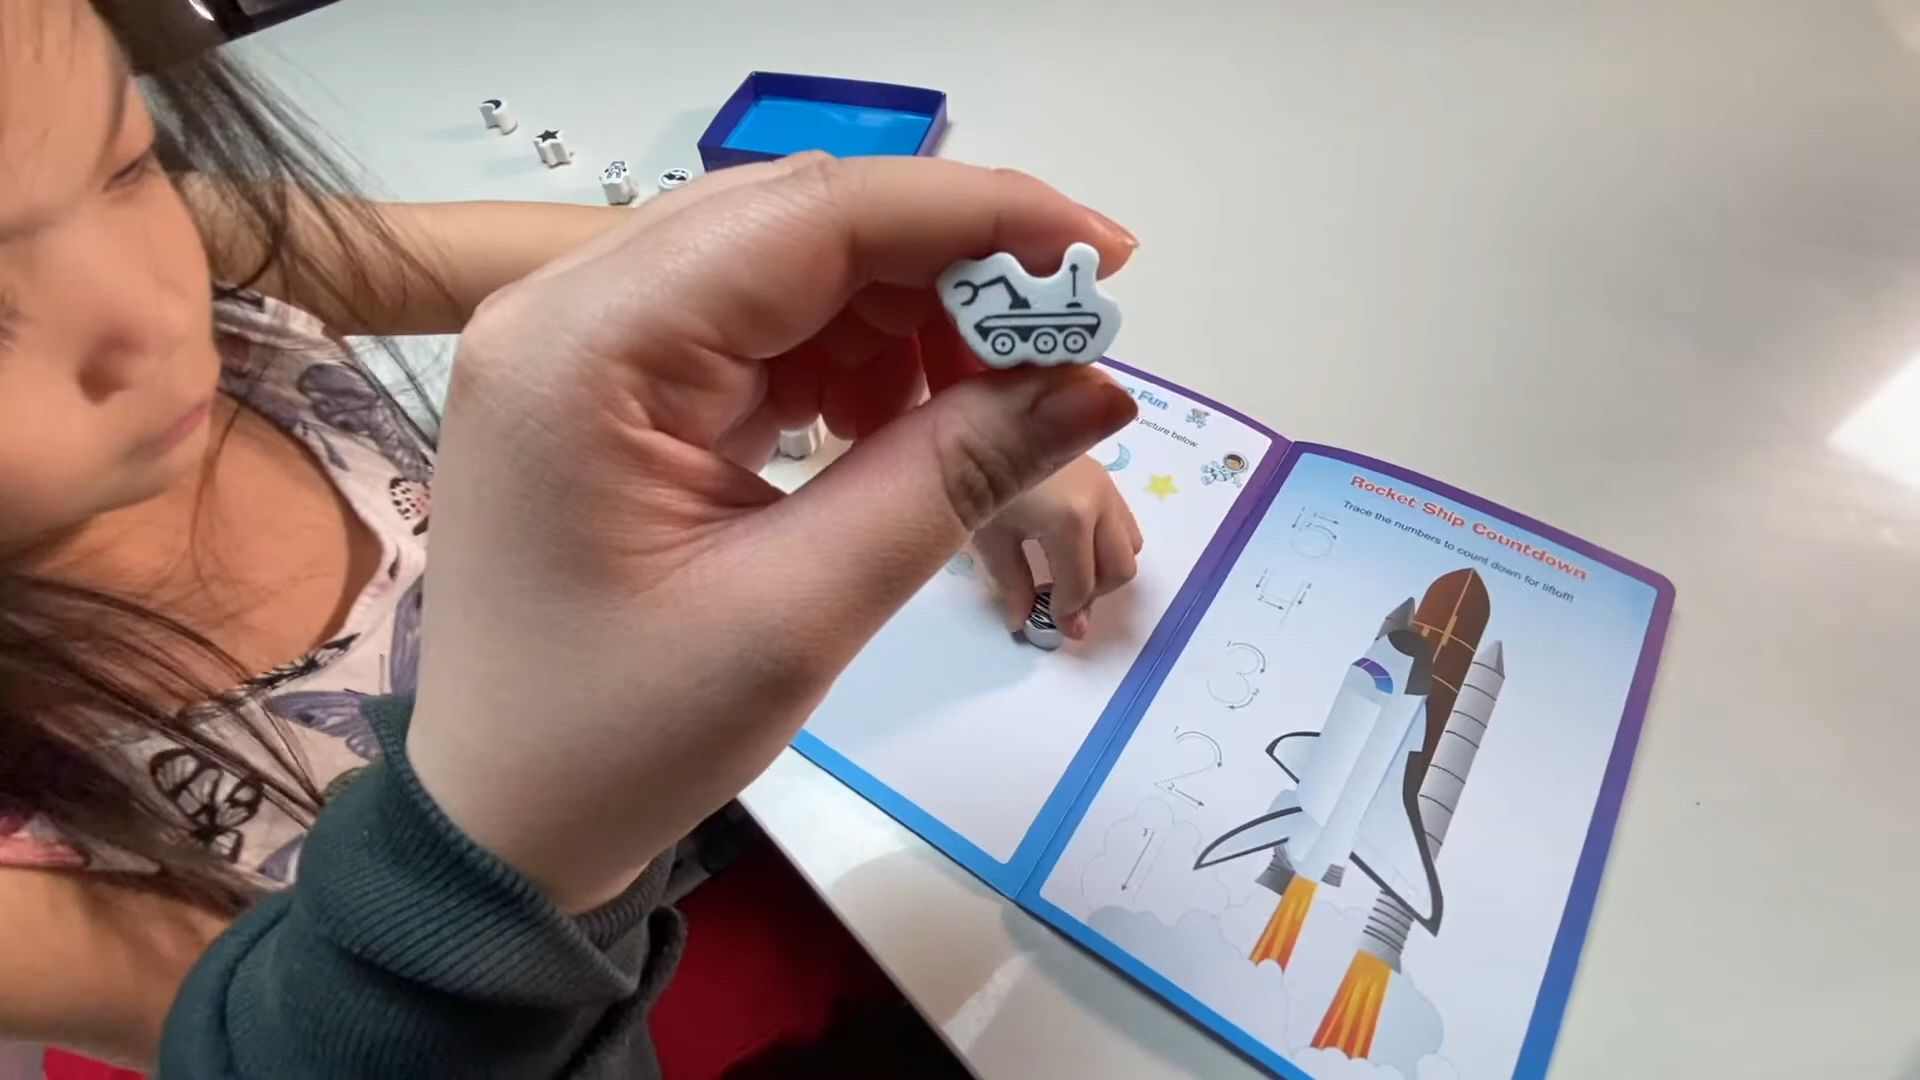 Fun
picture below.
Rocket Ship Countdown
Trace the numbers to count down for liftoff!
5
4
3
2
1